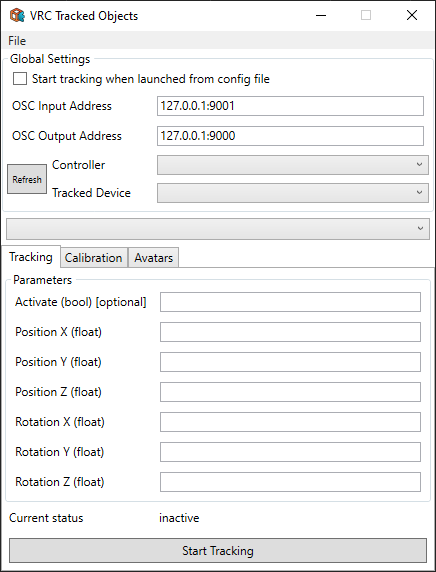 VRC Tracked Objects
File
Global Settings
Start tracking when launched from config file
OSC Input Address 127.0.0.1:9001
OSC Output Address 127.0.0.1:9000
Refresh
Controller
Tracked Device
Tracking Calibration Avatars
Parameters
Activate (bool) [optional]
Position X (float)
Position Y (float)
Position Z (float)
Rotation X (float)
Rotation Y (float)
Rotation Z (float)
Current status inactive
Start Tracking